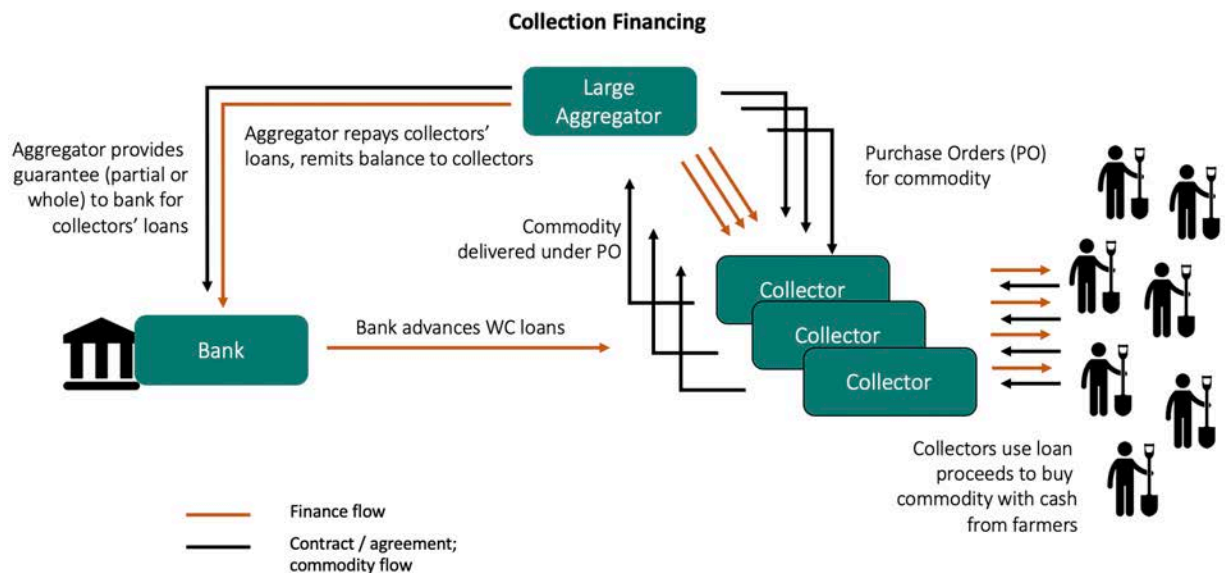 Collection Financing
Large
Aggregator
Aggregator provides
guarantee (partial or
whole) to bank for
collectors' loans
Aggregator repays collectors'
loans, remits balance to collectors
Purchase Orders (PO)
for commodity
Commodity
delivered under PO
Bank
Bank advances WC loans
Collector
Collector
Collector
Collectors use loan
proceeds to buy
commodity with cash
from farmers
Finance flow
Contract / agreement;
commodity flow